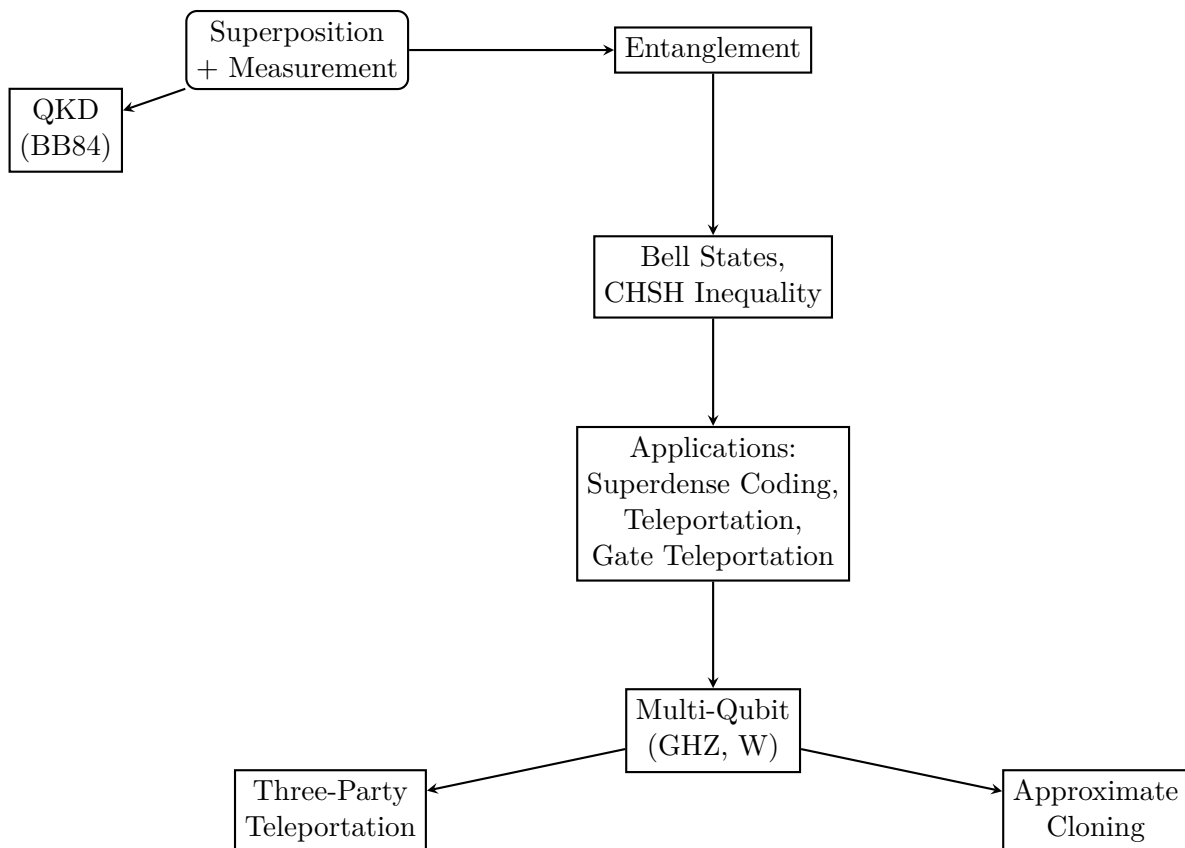 Superposition
+ Measurement
Entanglement
QKD
(BB84)
Bell States,
CHSH Inequality
Applications:
Superdense Coding,
Teleportation,
Gate Teleportation
Multi-Qubit
(GHZ, W)
Three-Party
Teleportation
Approximate
Cloning